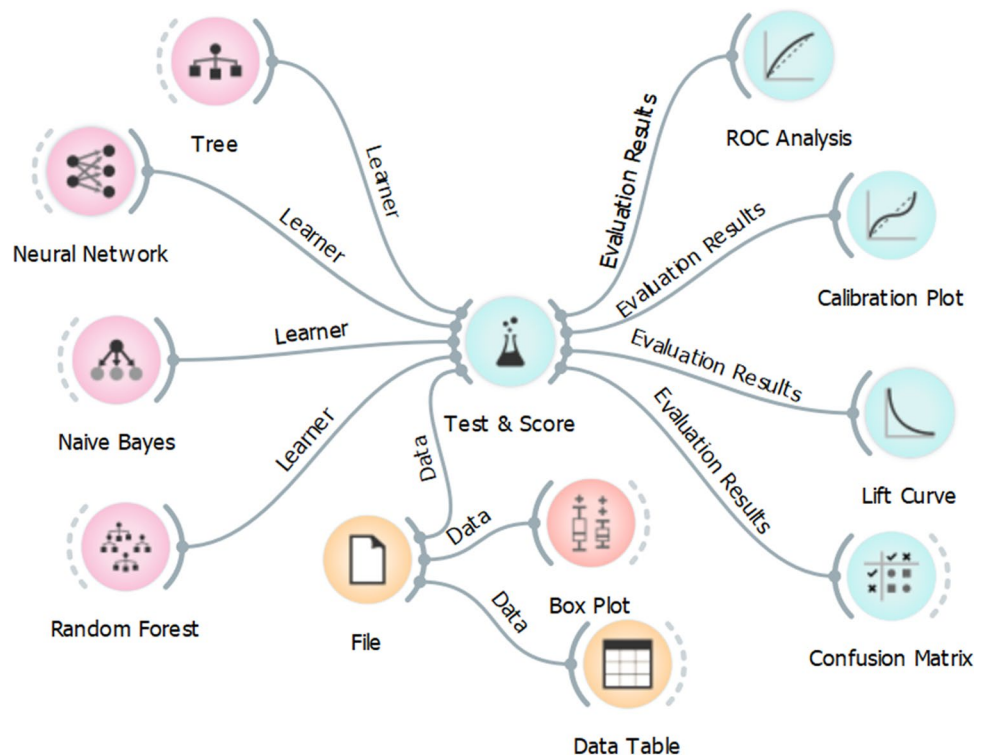 Tree
ROC Analysis
Learner
Evaluation Results
Neural Network
Learner
Evaluation Results
Calibration Plot
Learner
Evaluation Results
Naive Bayes
Test & Score
Learner
Evaluation Results
Lift Curve
Data
Data
Random Forest
File
Data
Box Plot
Confusion Matrix
Data Table